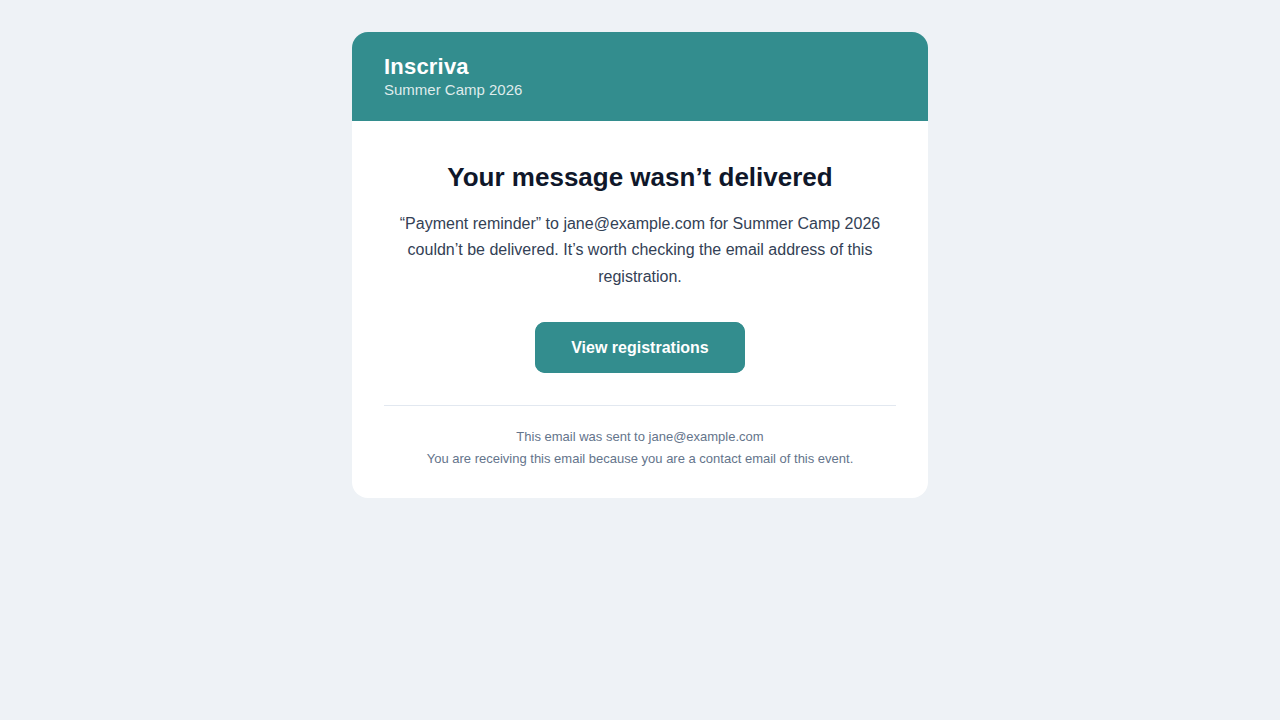 Inscriva
Summer Camp 2026
Your message wasn’t delivered
“Payment reminder” to jane@example.com for Summer Camp 2026
couldn’t be delivered. It’s worth checking the email address of this
registration.
View registrations
This email was sent to jane@example.com
You are receiving this email because you are a contact email of this event.